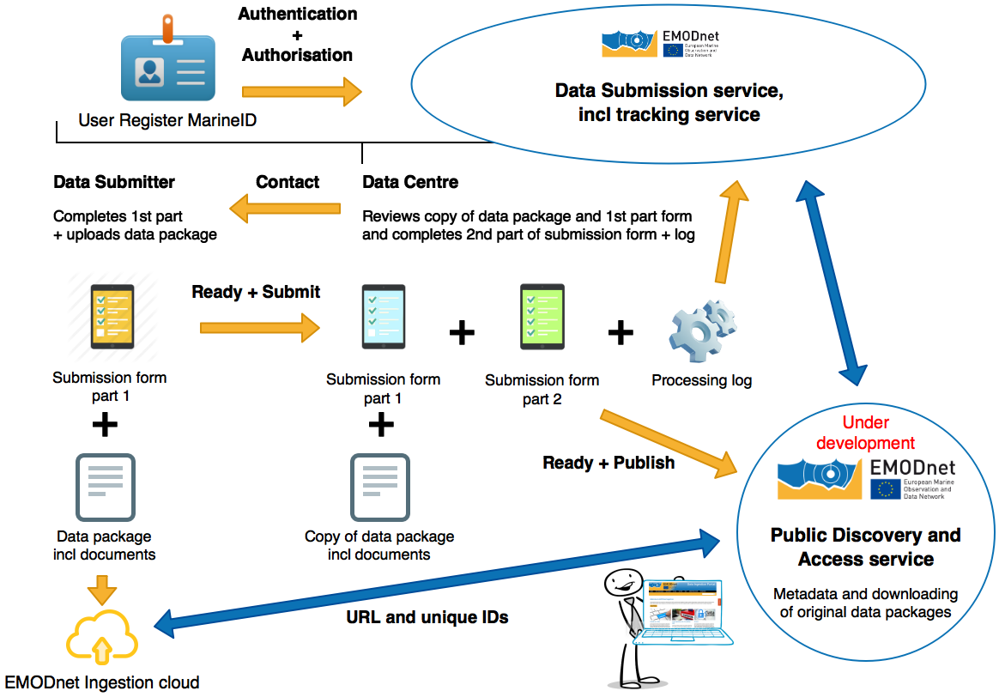 Authentication
+
Authorisation
User Register MarineID
EMODnet
European Marine
Observation and
Data Network
Data Submission service,
incl tracking service
Data Submitter
Contact
Data Centre
Completes 1st part
+ uploads data package
Reviews copy of data package and 1st part form
and completes 2nd part of submission form + log
Ready + Submit
Submission form
part 1
Submission form
part 1
Submission form
part 2
Processing log
Data package
incl documents
Copy of data package
incl documents
Ready + Publish
Under
development
EMODnet
European Marine
Observation and
Data Network
Public Discovery and
Access service
Metadata and downloading
of original data packages
URL and unique IDs
EMODnet Ingestion cloud
EMODnet